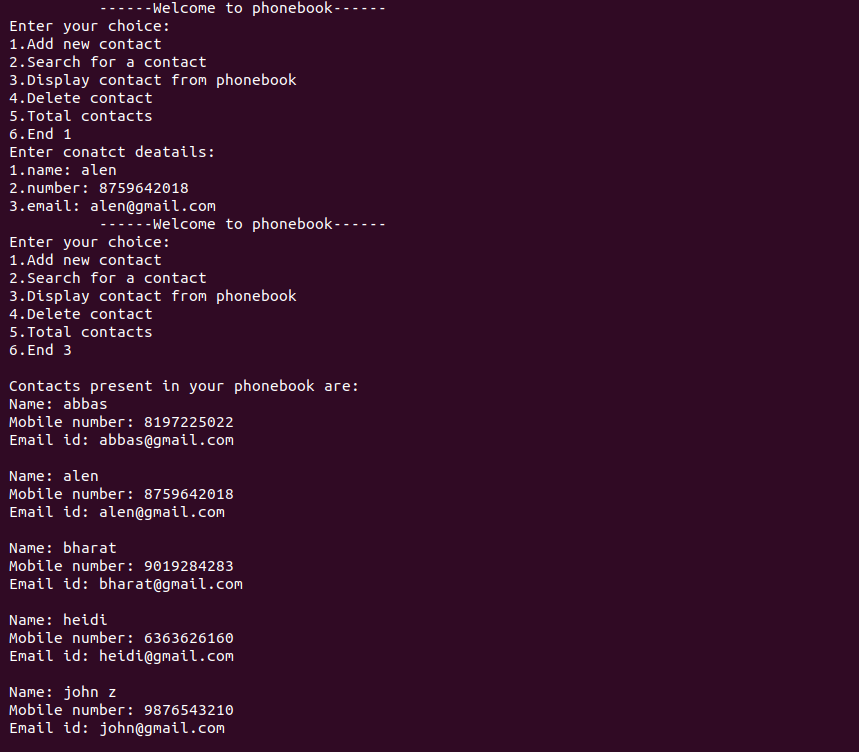 ------Welcome to phonebook------
Enter your choice:
1.Add new contact
2.Search for a contact
3.Display contact from phonebook
4.Delete contact
5.Total contacts
6.End 1
Enter conatct deatails:
1.name: alen
2.number: 8759642018
3.email: alen@gmail.com
------Welcome to phonebook------
Enter your choice:
1.Add new contact
2.Search for a contact
3.Display contact from phonebook
4.Delete contact
5.Total contacts
6.End 3
Contacts present in your phonebook are:
Name: abbas
Mobile number: 8197225022
Email id: abbas@gmail.com
Name: alen
Mobile number: 8759642018
Email id: alen@gmail.com
Name: bharat
Mobile number: 9019284283
Email id: bharat@gmail.com
Name: heidi
Mobile number: 6363626160
Email id: heidi@gmail.com
Name: john z
Mobile number: 9876543210
Email id: john@gmail.com